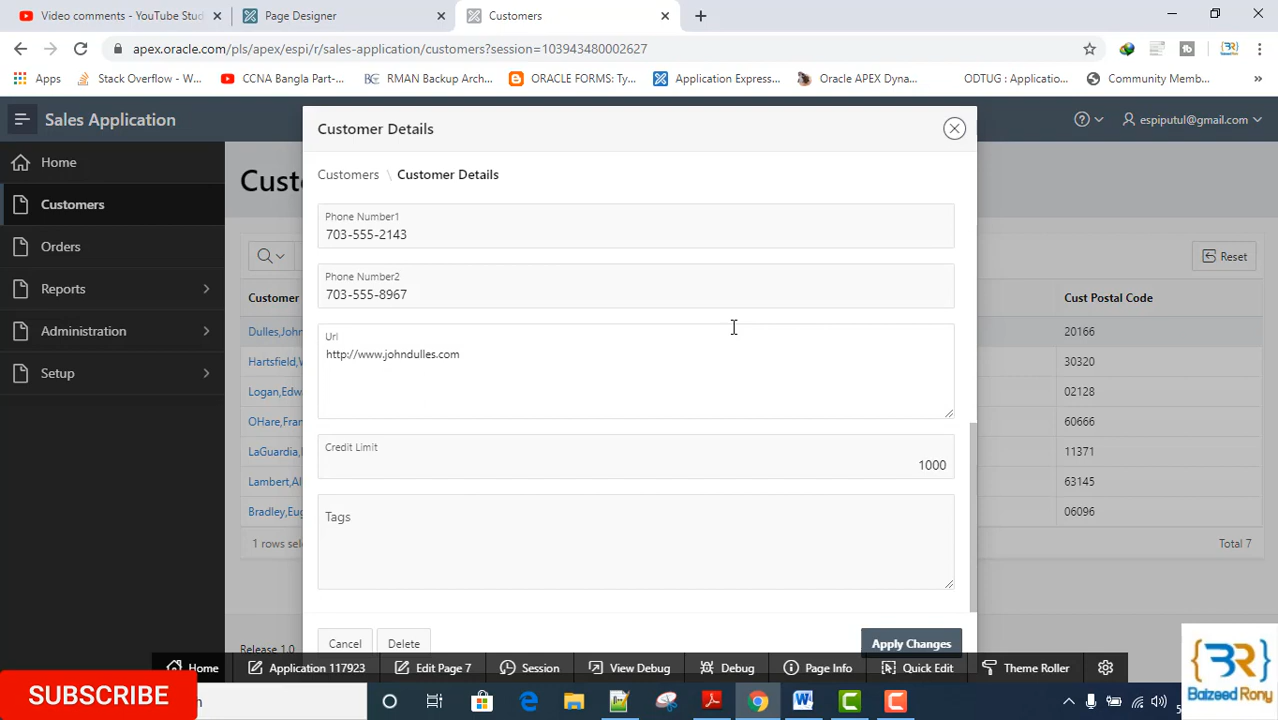 Video comments - YouTube Stud
Page Designer
Customers
apex.oracle.com/pls/apex/espi/r/sales-application/customers?session=103943480002627
Apps
Stack Overflow - W...
CCNA Bangla Part-...
RMAN Backup Arch...
ORACLE FORMS: Ty...
Application Express...
Oracle APEX Dyna...
ODTUG : Applicatio...
Community Memb...
Sales Application
espiputul@gmail.com
Home
Customers
Orders
Reports
Administration
Setup
Cust
Customer Details
Customers \ Customer Details
Phone Number1
703-555-2143
Phone Number2
703-555-8967
Url
http://www.johndulles.com
Credit Limit
1000
Tags
Cancel
Delete
Apply Changes
Reset
Customer
Cust Postal Code
Dulles,John
20166
Hartsfield,W
30320
Logan,Edw
02128
OHare,Fran
60666
LaGuardia,
11371
Lambert,Al
63145
Bradley,Eug
06096
1 rows sel
Total 7
Release 1.0
Home
Application 117923
Edit Page 7
Session
View Debug
Debug
Page Info
Quick Edit
Theme Roller
SUBSCRIBE
BR
Baizeed Rony